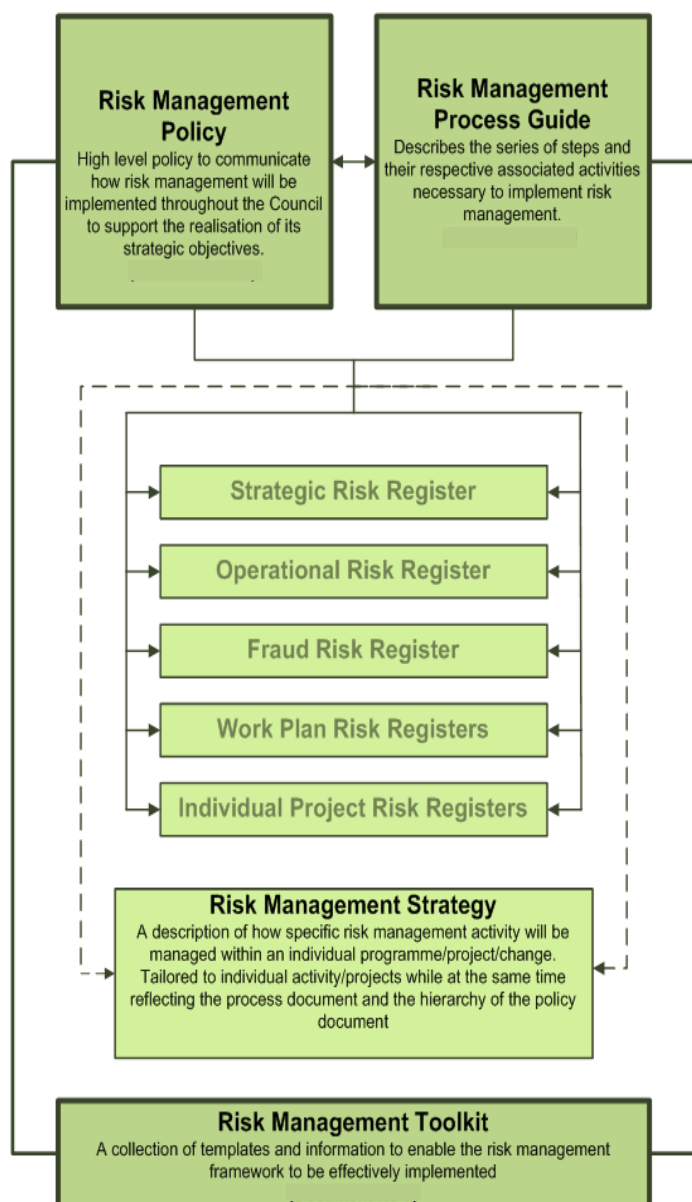 Risk Management
Policy
High level policy to communicate
how risk management will be
implemented throughout the Council
to support the realisation of its
strategic objectives.
Risk Management
Process Guide
Describes the series of steps and
their respective associated activities
necessary to implement risk
management.
Strategic Risk Register
Operational Risk Register
Fraud Risk Register
Work Plan Risk Registers
Individual Project Risk Registers
Risk Management Strategy
A description of how specific risk management activity will be
managed within an individual programme/project/change.
Tailored to individual activity/projects while at the same time
reflecting the process document and the hierarchy of the policy
document
Risk Management Toolkit
A collection of templates and information to enable the risk management
framework to be effectively implemented